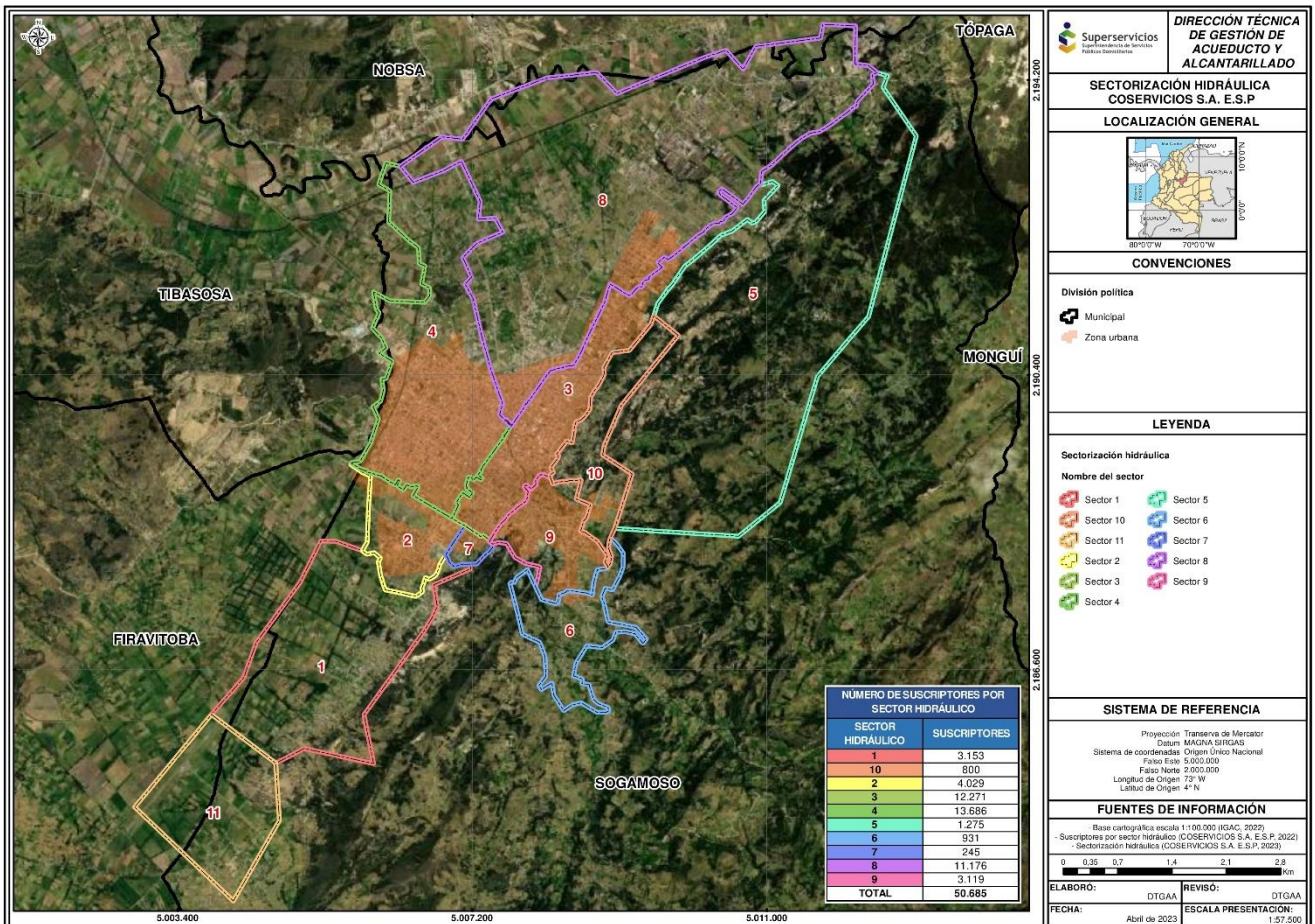 N
TÓPAGA
NOBSA
TIBASOSA
MONGUÍ
FIRAVITOBA
SOGAMOSO
8
5
4
3
10
9
2
7
6
1
11
2.194.200
2.190.400
2.186.600
5.003.400
5.007.200
5.011.000
NÚMERO DE SUSCRIPTORES POR
SECTOR HIDRÁULICO
SECTOR
HIDRÁULICO
SUSCRIPTORES
1 3.153
10 800
2 4.029
3 12.271
4 13.686
5 1.275
6 931
7 245
8 11.176
9 3.119
TOTAL 50.685
Superservicios
Superintendencia de Servicios
Públicos Domiciliarios
DIRECCIÓN TÉCNICA
DE GESTIÓN DE
ACUEDUCTO Y
ALCANTARILLADO
SECTORIZACIÓN HIDRÁULICA
COSERVICIOS S.A. E.S.P
LOCALIZACIÓN GENERAL
10°0'0"N
0°0'0"
80°0'0"W 70°0'0"W
CONVENCIONES
División política
Municipal
Zona urbana
LEYENDA
Sectorización hidráulica
Nombre del sector
Sector 1
Sector 10
Sector 11
Sector 2
Sector 3
Sector 4
Sector 5
Sector 6
Sector 7
Sector 8
Sector 9
SISTEMA DE REFERENCIA
Proyección Transerva de Mercator
Datum MAGNA SIRGAS
Sistema de coordenadas Origen Único Nacional
Falso Este 5.000.000
Falso Norte 2.000.000
Longitud de Origen 73° W
Latitud de Origen 4° N
FUENTES DE INFORMACIÓN
- Base cartográfica escala 1:100.000 (IGAC, 2022)
- Suscriptores por sector hidráulico (COSERVICIOS S.A. E.S.P, 2022)
- Sectorización hidráulica (COSERVICIOS S.A. E.S.P, 2023)
0 0,35 0,7 1,4 2,1 2,8
Km
ELABORÓ: DTGAA
REVISÓ: DTGAA
FECHA: Abril de 2023
ESCALA PRESENTACIÓN: 1:57.500